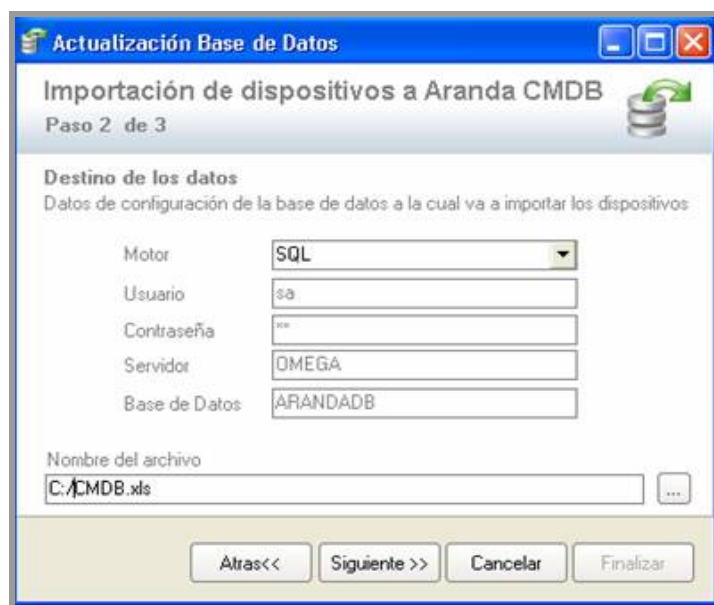 Actualización Base de Datos
Importación de dispositivos a Aranda CMDB
Paso 2 de 3
Destino de los datos
Datos de configuración de la base de datos a la cual va a importar los dispositivos
Motor SQL
Usuario sa
Contraseña **
Servidor OMEGA
Base de Datos ARANDADB
Nombre del archivo
C:/CMDB.xls ...
Atras<< Siguiente >> Cancelar Finalizar